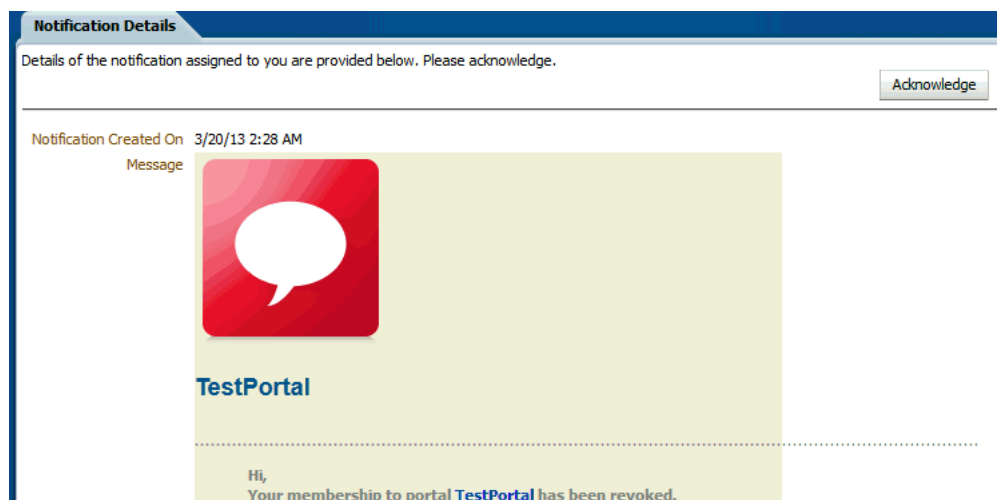 Notification Details
Details of the notification assigned to you are provided below. Please acknowledge.
Acknowledge
Notification Created On 3/20/13 2:28 AM
Message
TestPortal
Hi,
Your membership to portal TestPortal has been revoked.